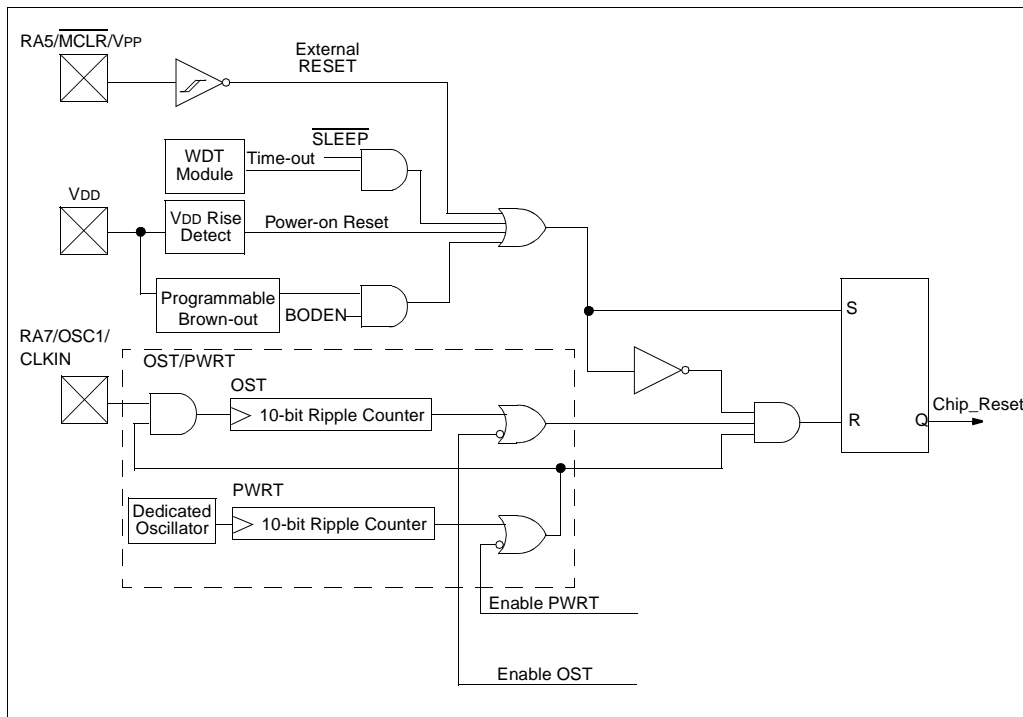 RA5/MCLR/VPP
External
RESET
SLEEP
WDT
Module
Time-out
VDD
VDD Rise
Detect
Power-on Reset
Programmable
Brown-out
BODEN
RA7/OSC1/
CLKIN
OST/PWRT
OST
10-bit Ripple Counter
PWRT
Dedicated
Oscillator
10-bit Ripple Counter
Enable PWRT
Enable OST
S
R
Q
Chip_Reset